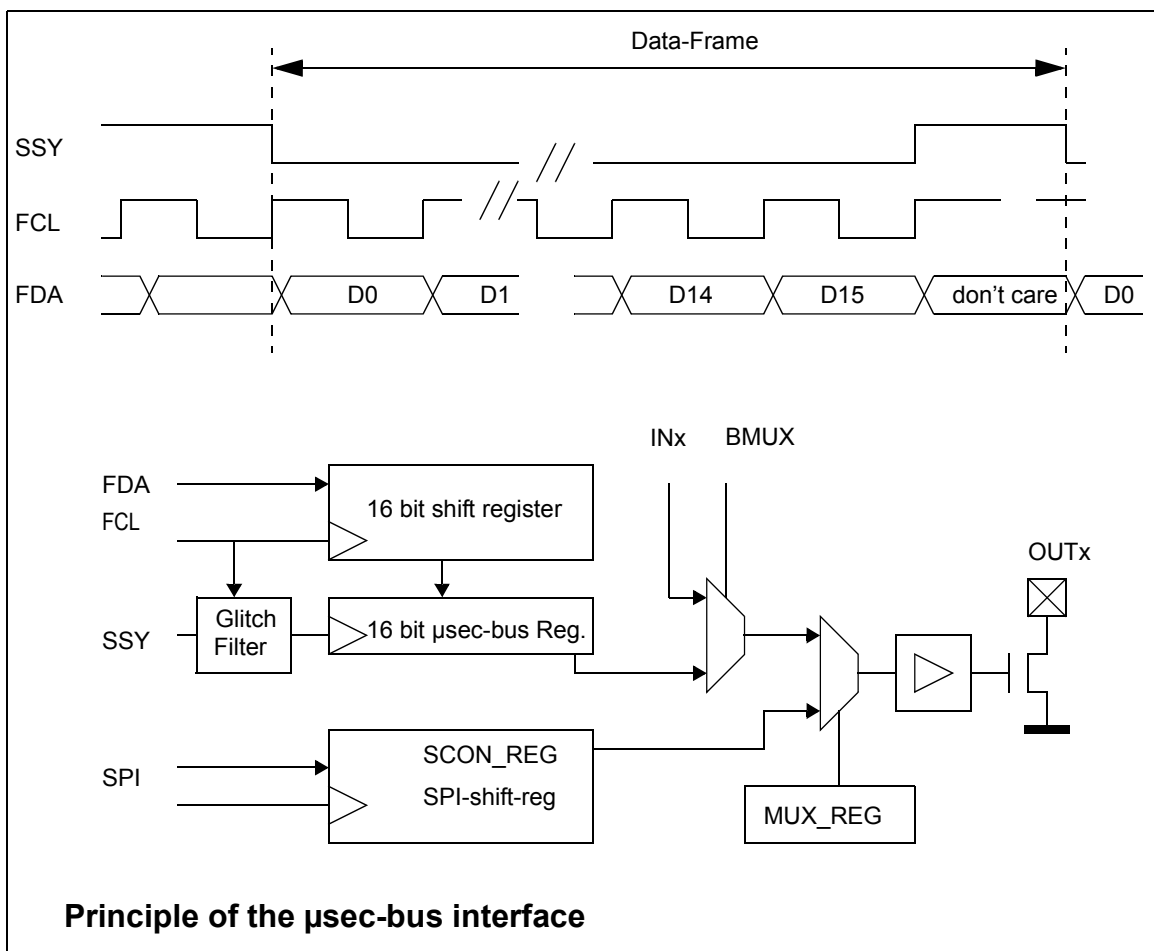 Data-Frame
SSY
FCL
FDA
D0
D1
D14
D15
don't care
D0
INx
BMUX
FDA
FCL
16 bit shift register
OUTx
SSY
Glitch
Filter
16 bit µsec-bus Reg.
SPI
SCON_REG
SPI-shift-reg
MUX_REG
Principle of the µsec-bus interface